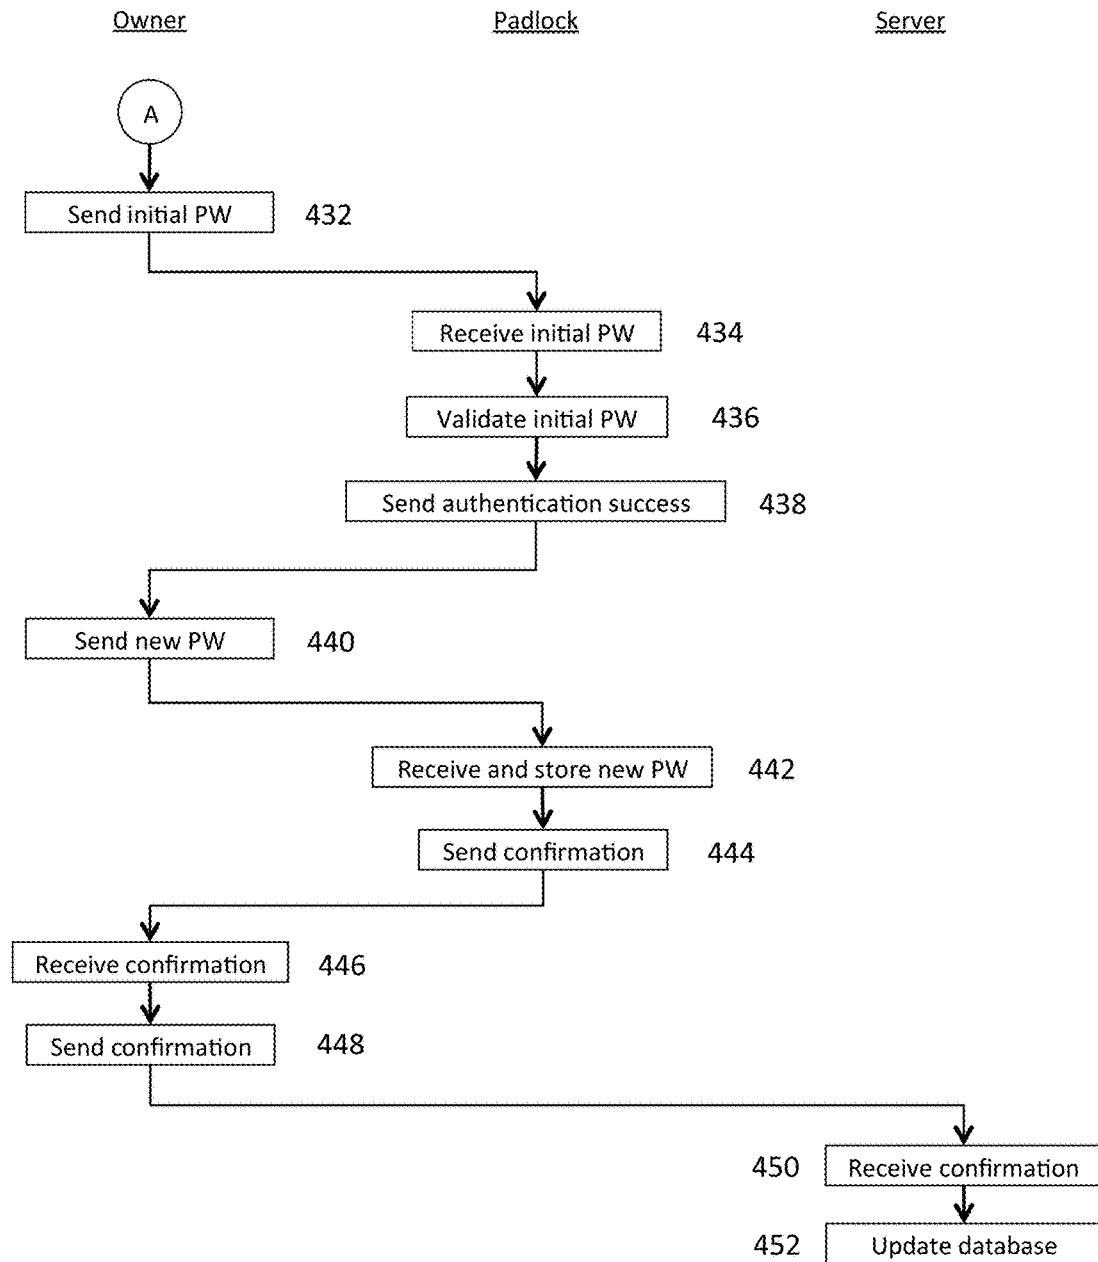 Owner Padlock Server
A
Send initial PW 432
Receive initial PW 434
Validate initial PW 436
Send authentication success 438
Send new PW 440
Receive and store new PW 442
Send confirmation 444
Receive confirmation 446
Send confirmation 448
450 Receive confirmation
452 Update database